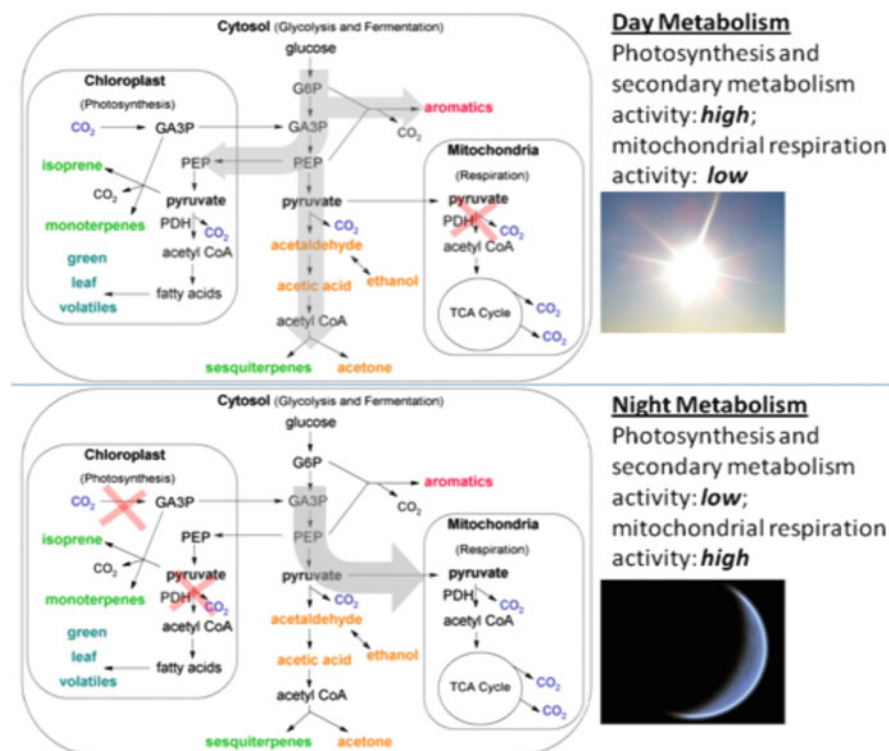 Cytosol (Glycolysis and Fermentation)
glucose
Chloroplast
(Photosynthesis)
G6P
aromatics
CO2
GA3P
GA3P
CO2
isoprene
PEP
PEP
Mitochondria
(Respiration)
CO2
pyruvate
pyruvate
pyruvate
monoterpenes
PDH
CO2
CO2
PDH
CO2
acetaldehyde
green
acetyl CoA
acetyl CoA
leaf
acetic acid
ethanol
volatiles
fatty acids
acetyl CoA
TCA Cycle
CO2
CO2
sesquiterpenes
acetone
Day Metabolism
Photosynthesis and
secondary metabolism
activity: high;
mitochondrial respiration
activity: low
Cytosol (Glycolysis and Fermentation)
glucose
Chloroplast
(Photosynthesis)
G6P
aromatics
CO2
GA3P
GA3P
CO2
isoprene
PEP
PEP
Mitochondria
(Respiration)
CO2
pyruvate
pyruvate
pyruvate
monoterpenes
PDH
CO2
CO2
PDH
CO2
acetaldehyde
green
acetyl CoA
acetyl CoA
leaf
acetic acid
ethanol
volatiles
fatty acids
acetyl CoA
TCA Cycle
CO2
CO2
sesquiterpenes
acetone
Night Metabolism
Photosynthesis and
secondary metabolism
activity: low;
mitochondrial respiration
activity: high